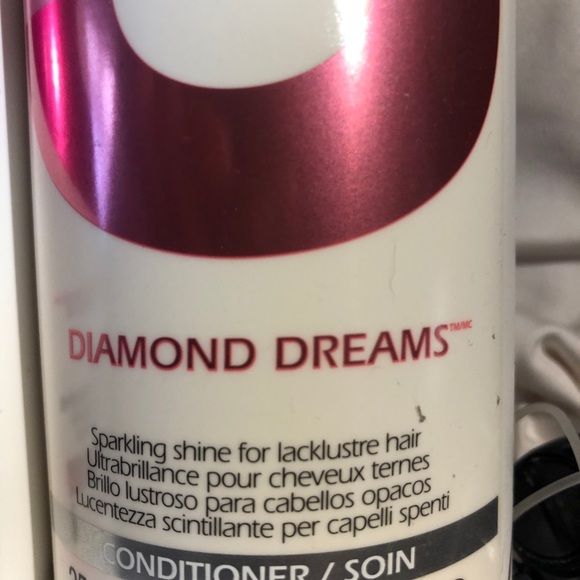 DIAMOND DREAMS™/MC
Sparkling shine for lacklustre hair
Ultrabrillance pour cheveux ternes
Brillo lustroso para cabellos opacos
Lucentezza scintillante per capelli spenti
CONDITIONER / SOIN